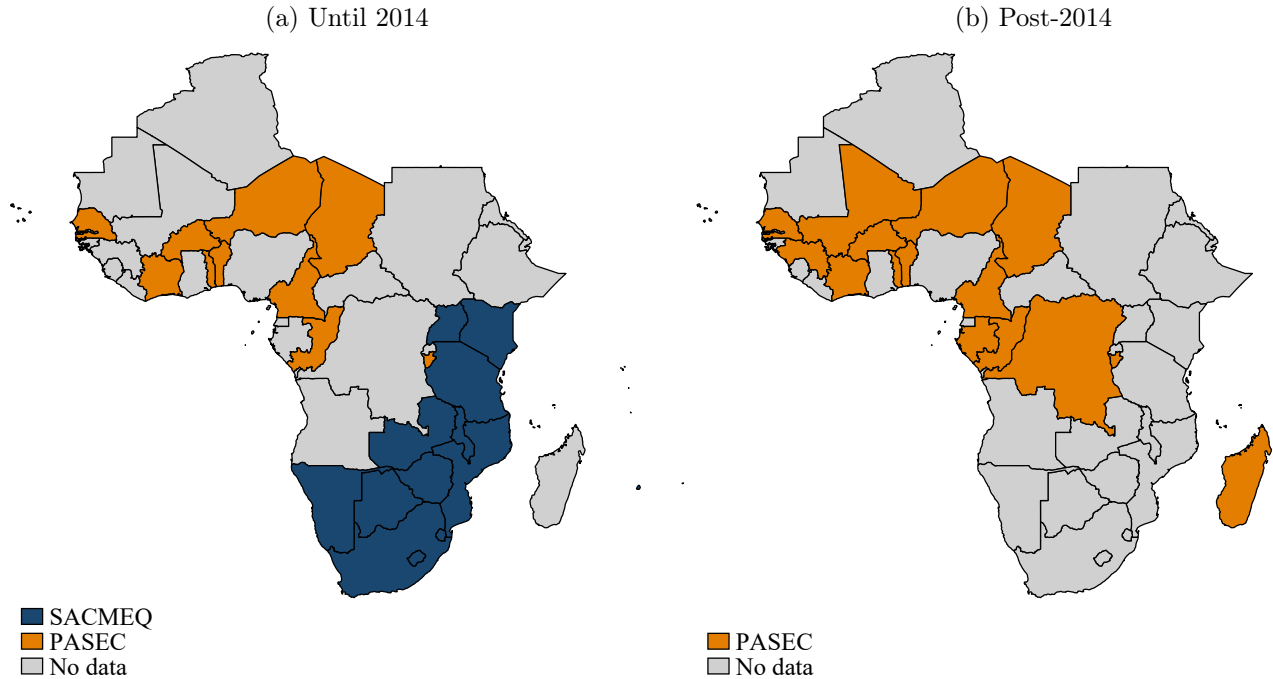 (a) Until 2014
(b) Post-2014
SACMEQ
PASEC
No data
PASEC
No data